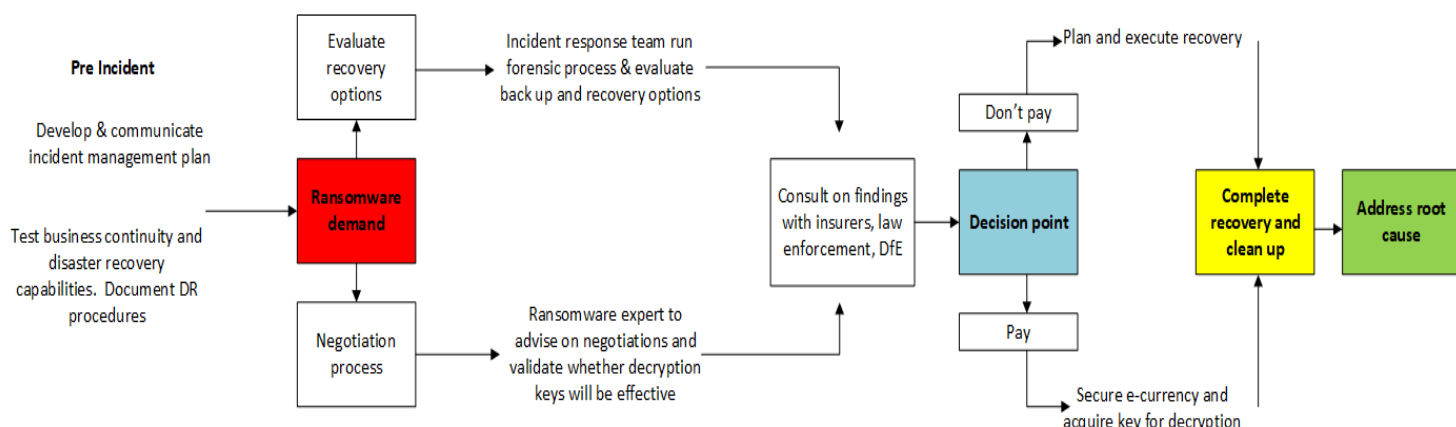 Pre Incident
Develop & communicate
incident management plan
Test business continuity and
disaster recovery
capabilities. Document DR
procedures
Evaluate
recovery
options
Ransomware
demand
Negotiation
process
Incident response team run
forensic process & evaluate
back up and recovery options
Ransomware expert to
advise on negotiations and
validate whether decryption
keys will be effective
Consult on findings
with insurers, law
enforcement, DfE
Decision point
Don't pay
Plan and execute recovery
Pay
Secure e-currency and
acquire key for decryption
Complete
recovery and
clean up
Address root
cause